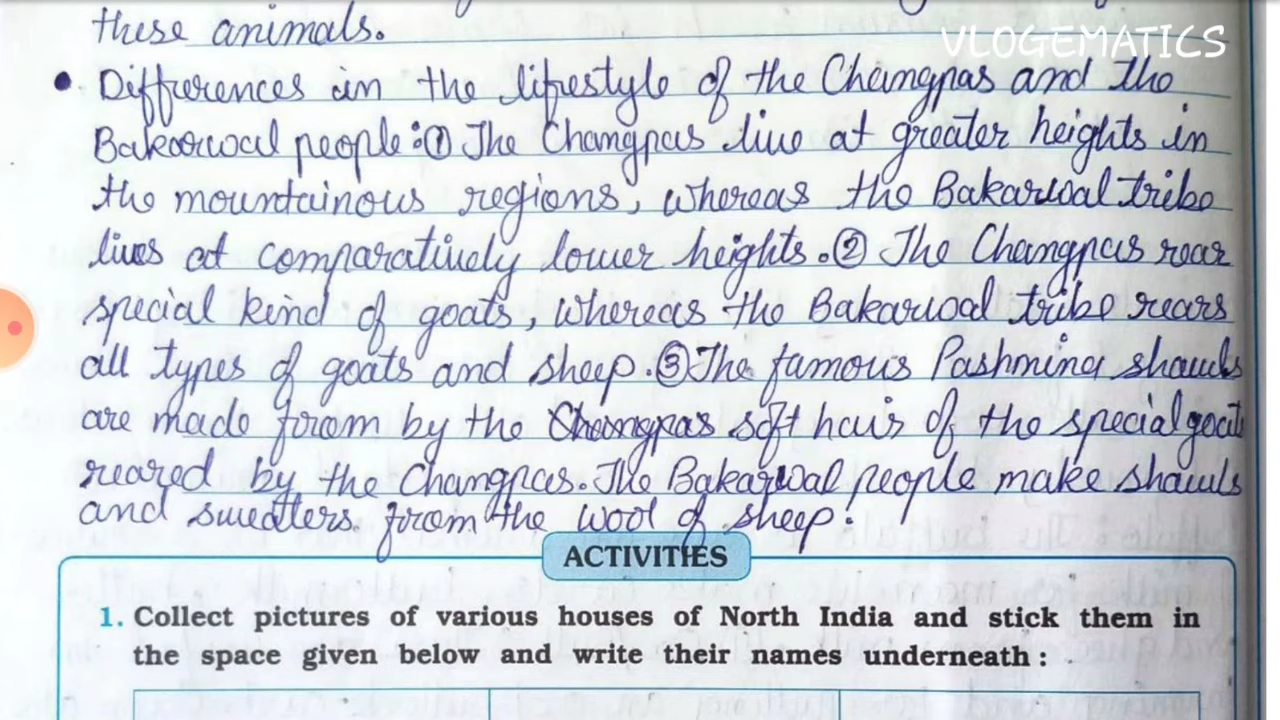 these animals.
VLOGEMATICS
• Differences in the lifestyle of the Changpas and the
Bakarwal people:① The Changpas live at greater heights in
the mountainous regions, whereas the Bakarwal tribe
lives at comparatively lower heights.② The Changpas rear
special kind of goats, whereas the Bakarwal tribe rears
all types of goats and sheep.③ The famous Pashmina shawls
are made from by the Changpas soft hair of the special goats
reared by the Changpas. The Bakarwal people make shawls
and sweaters from the wool of sheep.
ACTIVITIES
1. Collect pictures of various houses of North India and stick them in
the space given below and write their names underneath :